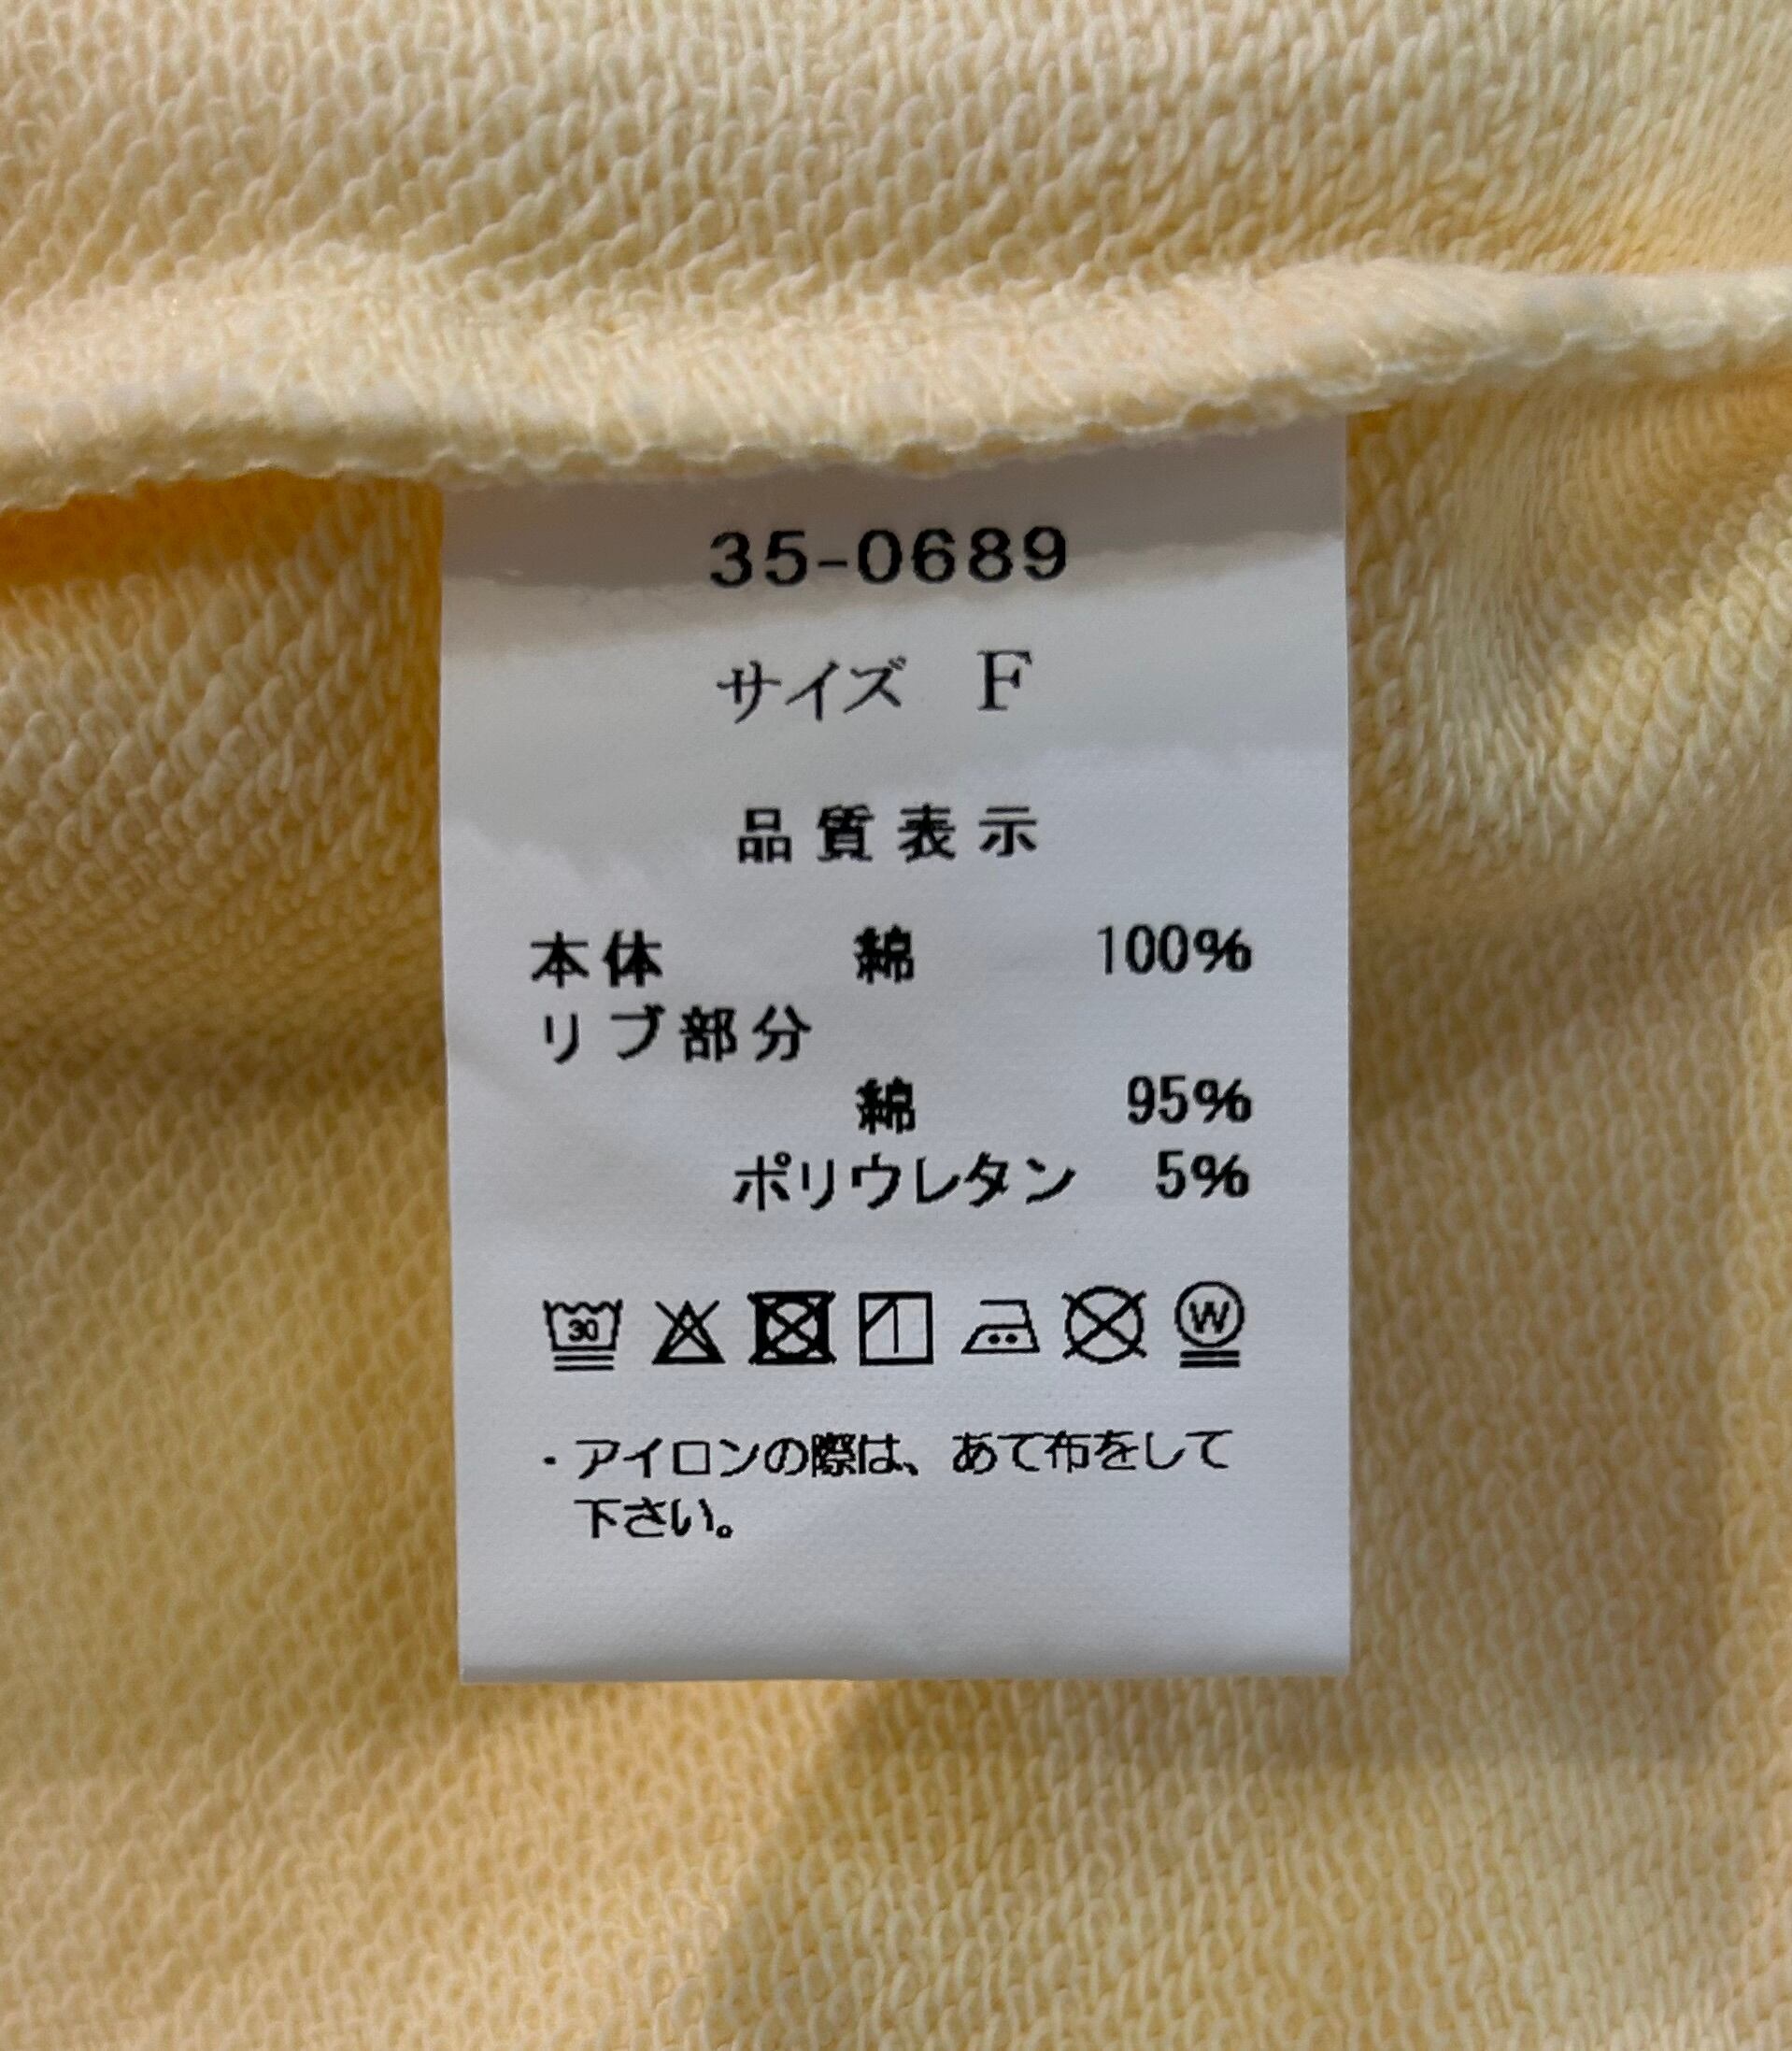 35-0689
サイズ F
品質表示
本体 綿 100%
リブ部分
綿 95%
ポリウレタン 5%
30 W
・アイロンの際は、あて布をして
下さい。